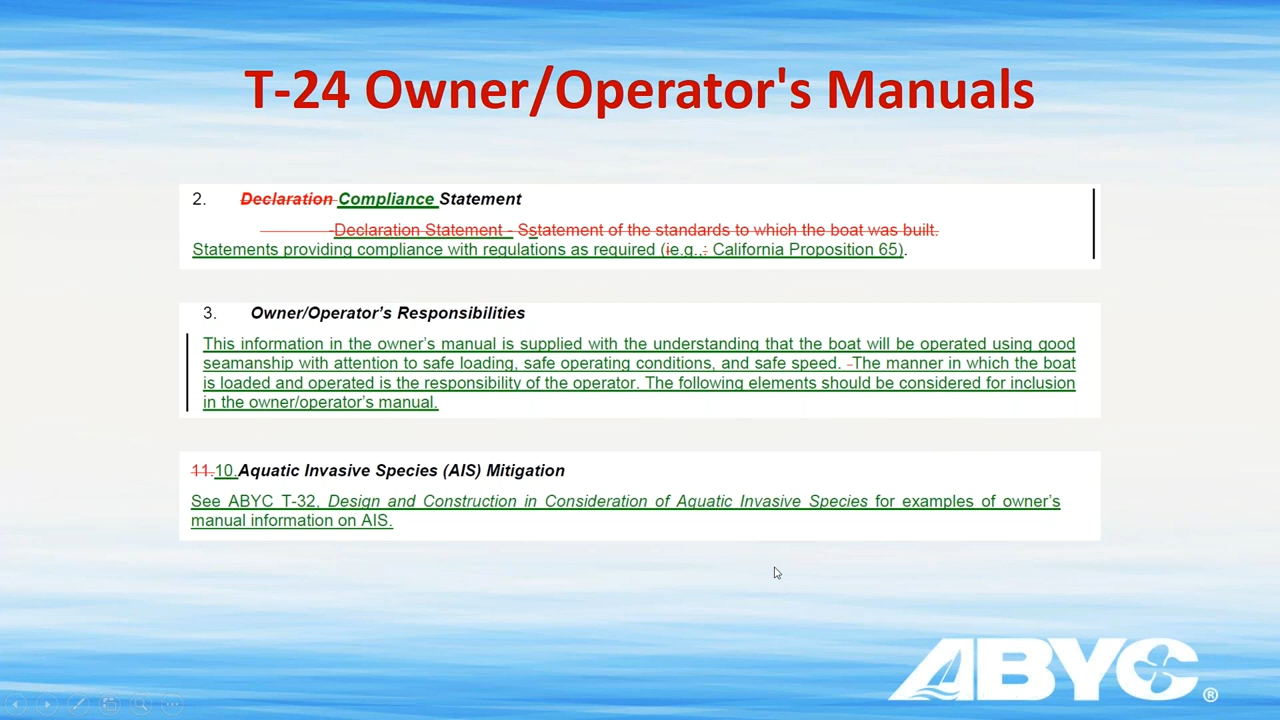 T-24 Owner/Operator's Manuals
2. Declaration Compliance Statement
-Declaration Statement - Sstatement of the standards to which the boat was built.
Statements providing compliance with regulations as required (ie.g.,: California Proposition 65).
3. Owner/Operator’s Responsibilities
This information in the owner’s manual is supplied with the understanding that the boat will be operated using good
seamanship with attention to safe loading, safe operating conditions, and safe speed. -The manner in which the boat
is loaded and operated is the responsibility of the operator. The following elements should be considered for inclusion
in the owner/operator’s manual.
11.10.Aquatic Invasive Species (AIS) Mitigation
See ABYC T-32, Design and Construction in Consideration of Aquatic Invasive Species for examples of owner’s
manual information on AIS.
ABYC ®